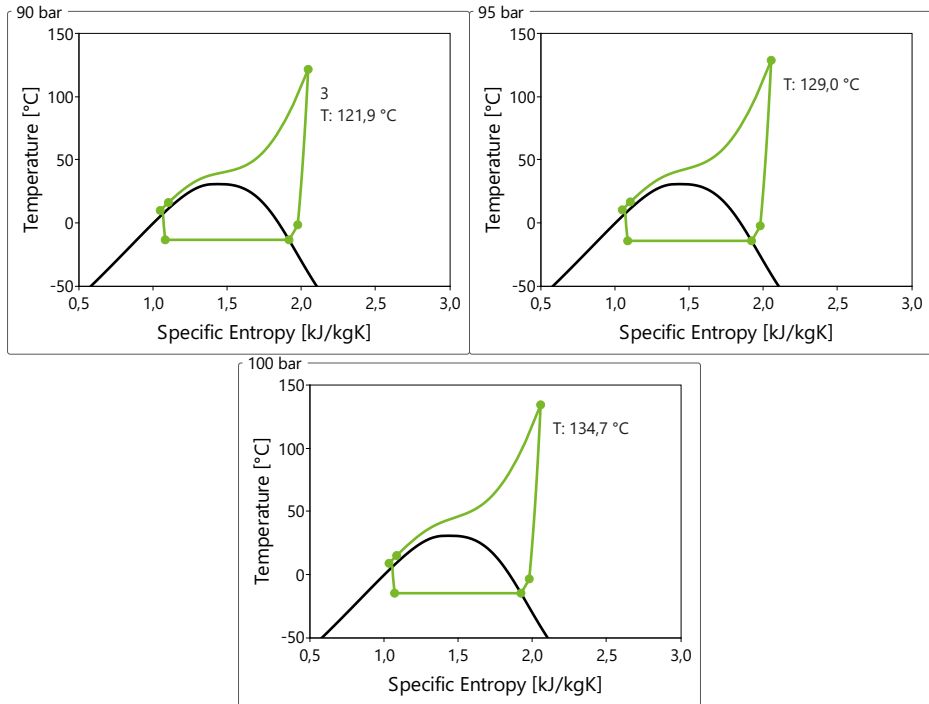 90 bar
150
100
50
0
-50
0,5
1,0
1,5
2,0
2,5
3,0
Temperature [°C]
Specific Entropy [kJ/kgK]
3
T: 121,9 °C
95 bar
150
100
50
0
-50
0,5
1,0
1,5
2,0
2,5
3,0
Temperature [°C]
Specific Entropy [kJ/kgK]
T: 129,0 °C
100 bar
150
100
50
0
-50
0,5
1,0
1,5
2,0
2,5
3,0
Temperature [°C]
Specific Entropy [kJ/kgK]
T: 134,7 °C